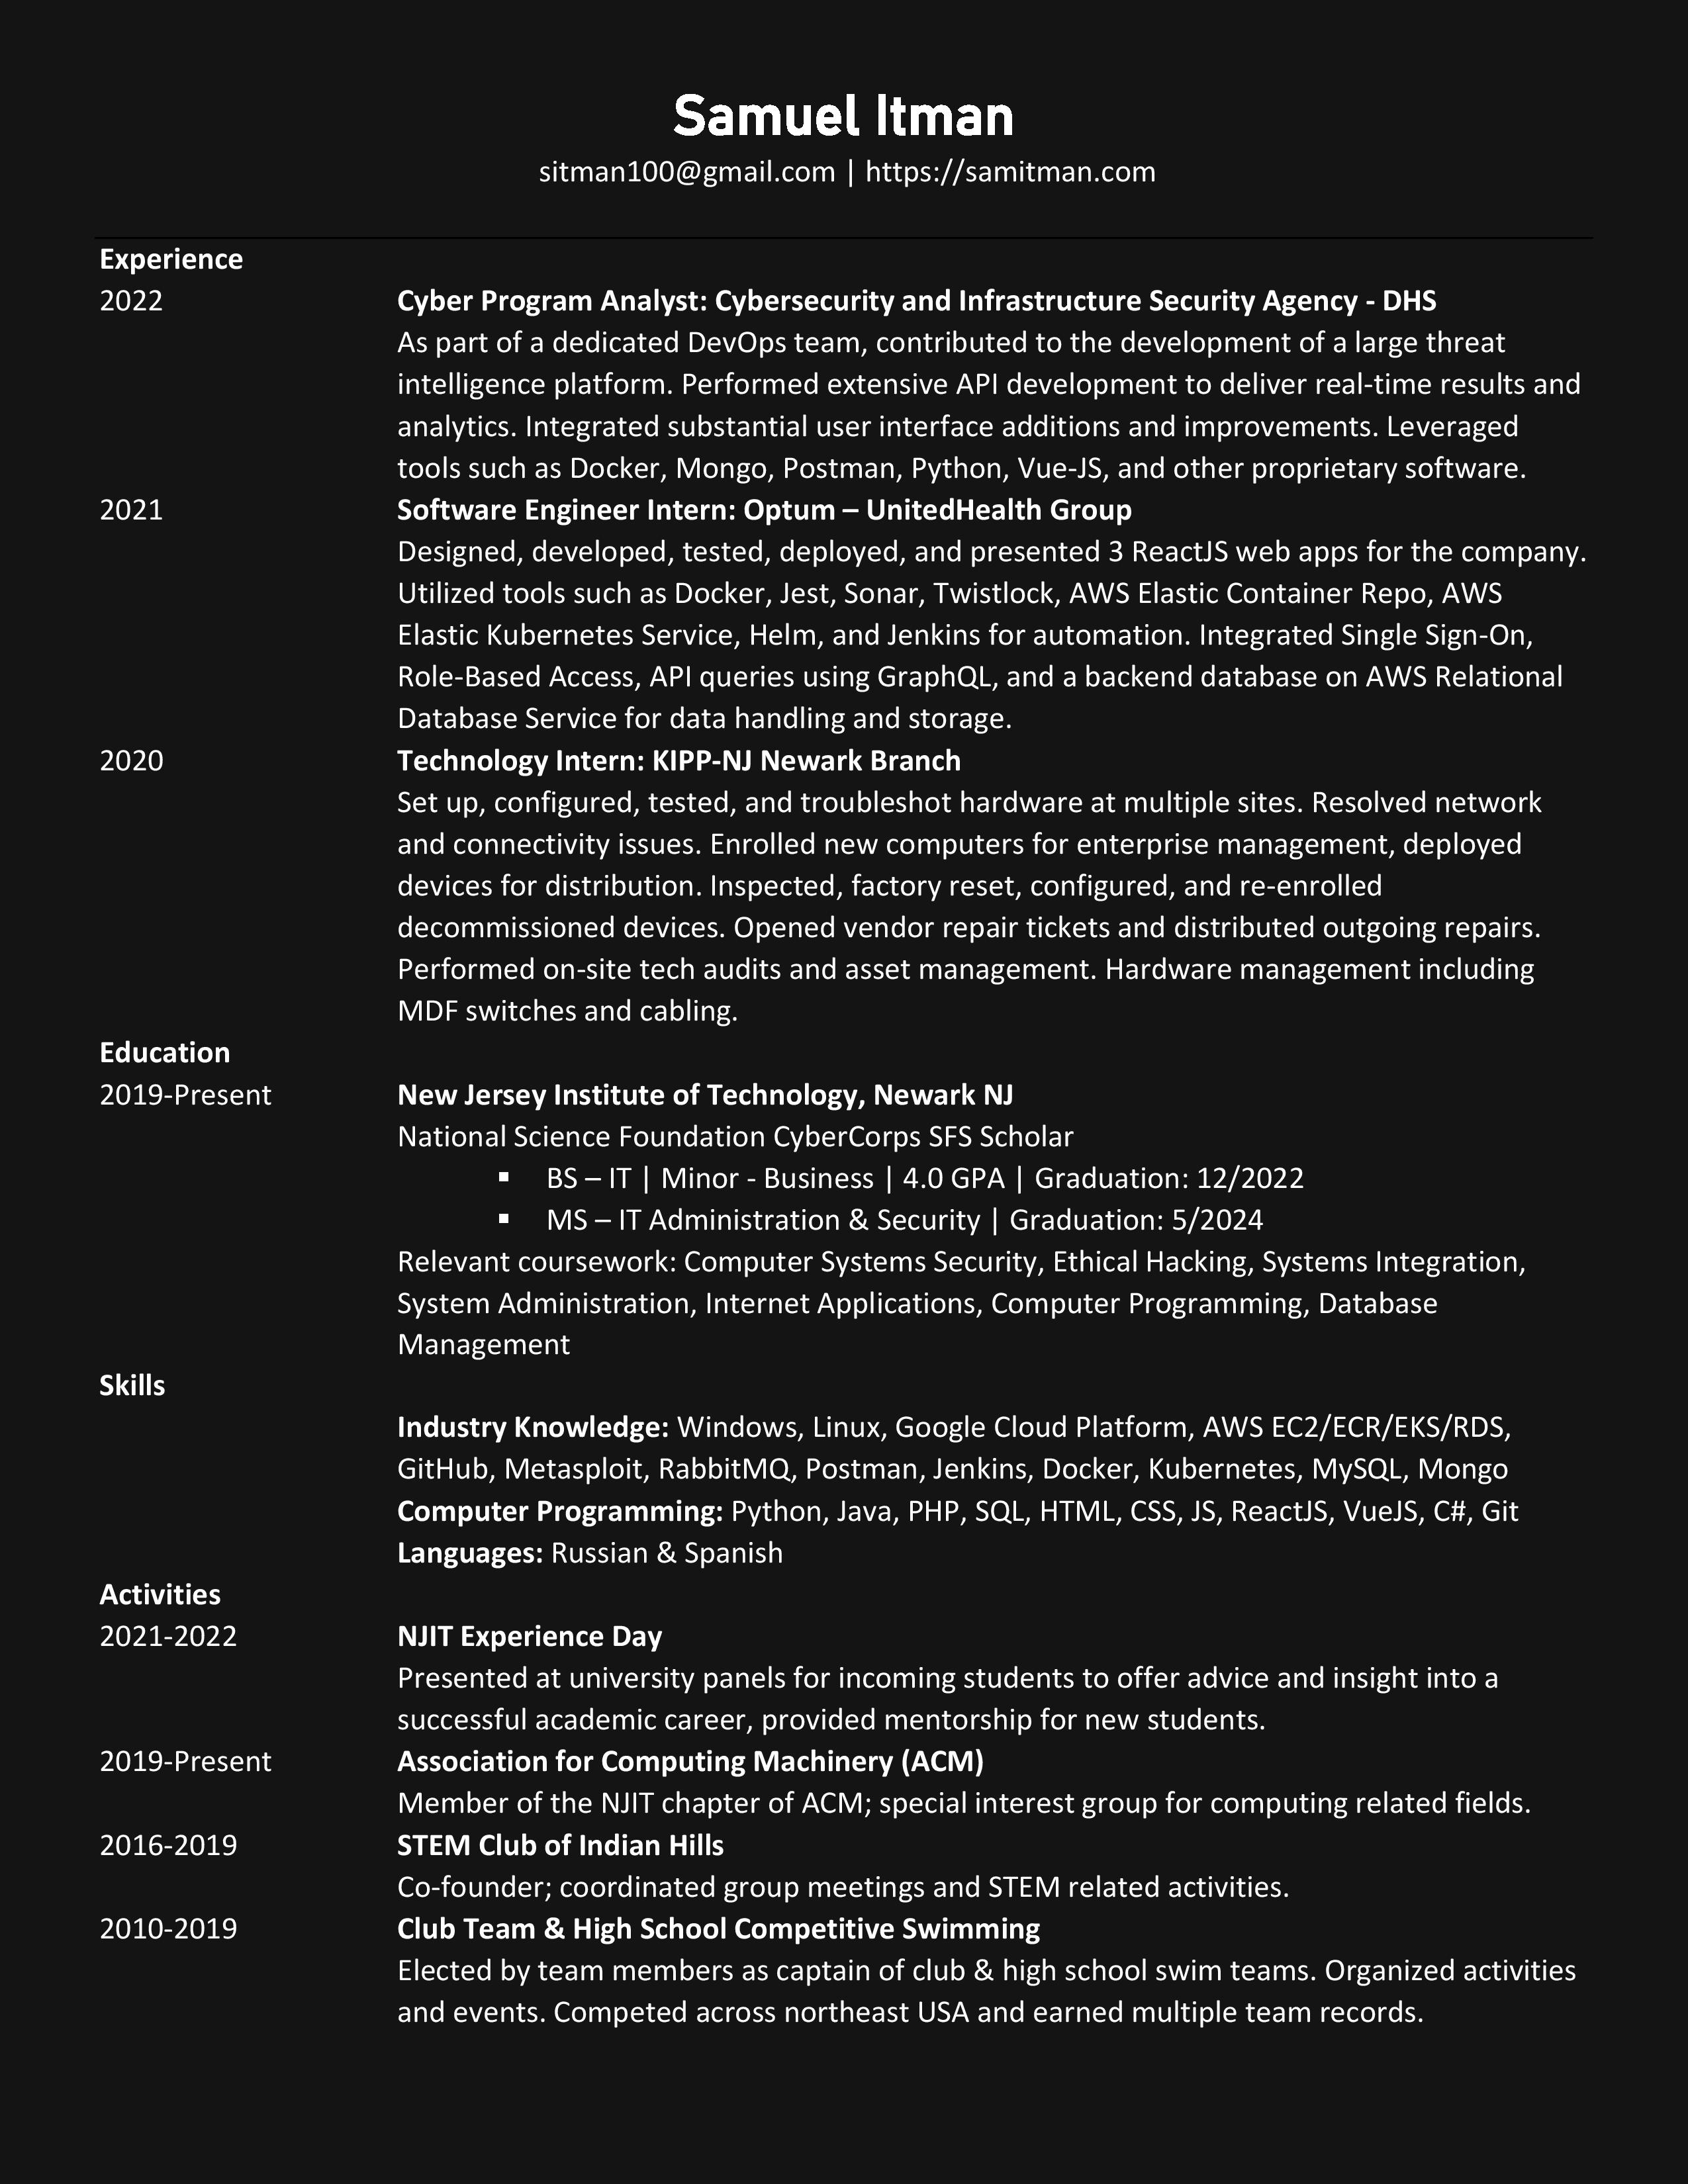 Samuel Itman
sitman100@gmail.com | https://samitman.com
Experience
2022 Cyber Program Analyst: Cybersecurity and Infrastructure Security Agency - DHS
As part of a dedicated DevOps team, contributed to the development of a large threat
intelligence platform. Performed extensive API development to deliver real-time results and
analytics. Integrated substantial user interface additions and improvements. Leveraged
tools such as Docker, Mongo, Postman, Python, Vue-JS, and other proprietary software.
2021 Software Engineer Intern: Optum – UnitedHealth Group
Designed, developed, tested, deployed, and presented 3 ReactJS web apps for the company.
Utilized tools such as Docker, Jest, Sonar, Twistlock, AWS Elastic Container Repo, AWS
Elastic Kubernetes Service, Helm, and Jenkins for automation. Integrated Single Sign-On,
Role-Based Access, API queries using GraphQL, and a backend database on AWS Relational
Database Service for data handling and storage.
2020 Technology Intern: KIPP-NJ Newark Branch
Set up, configured, tested, and troubleshot hardware at multiple sites. Resolved network
and connectivity issues. Enrolled new computers for enterprise management, deployed
devices for distribution. Inspected, factory reset, configured, and re-enrolled
decommissioned devices. Opened vendor repair tickets and distributed outgoing repairs.
Performed on-site tech audits and asset management. Hardware management including
MDF switches and cabling.
Education
2019-Present New Jersey Institute of Technology, Newark NJ
National Science Foundation CyberCorps SFS Scholar
▪ BS – IT | Minor - Business | 4.0 GPA | Graduation: 12/2022
▪ MS – IT Administration & Security | Graduation: 5/2024
Relevant coursework: Computer Systems Security, Ethical Hacking, Systems Integration,
System Administration, Internet Applications, Computer Programming, Database
Management
Skills
Industry Knowledge: Windows, Linux, Google Cloud Platform, AWS EC2/ECR/EKS/RDS,
GitHub, Metasploit, RabbitMQ, Postman, Jenkins, Docker, Kubernetes, MySQL, Mongo
Computer Programming: Python, Java, PHP, SQL, HTML, CSS, JS, ReactJS, VueJS, C#, Git
Languages: Russian & Spanish
Activities
2021-2022 NJIT Experience Day
Presented at university panels for incoming students to offer advice and insight into a
successful academic career, provided mentorship for new students.
2019-Present Association for Computing Machinery (ACM)
Member of the NJIT chapter of ACM; special interest group for computing related fields.
2016-2019 STEM Club of Indian Hills
Co-founder; coordinated group meetings and STEM related activities.
2010-2019 Club Team & High School Competitive Swimming
Elected by team members as captain of club & high school swim teams. Organized activities
and events. Competed across northeast USA and earned multiple team records.